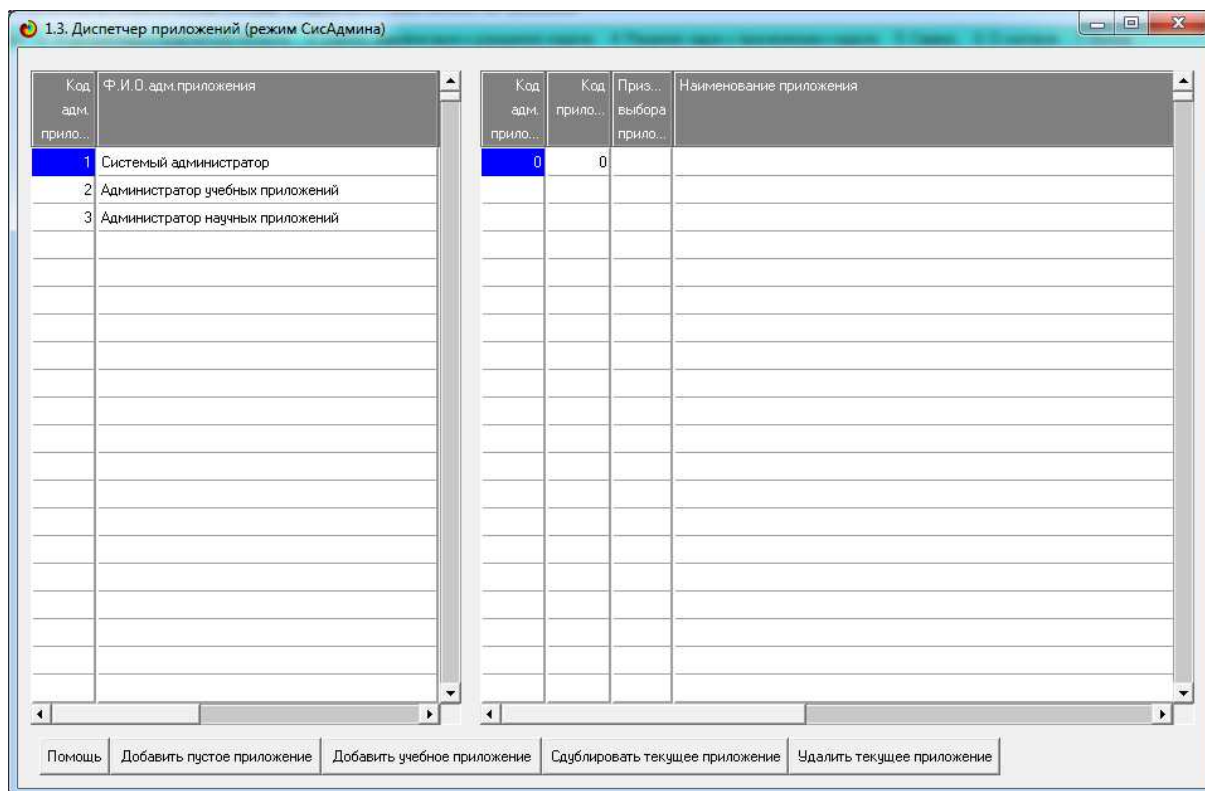 1.3. Диспетчер приложений (режим СисАдмина)
Код адм. прило... Ф.И.О.адм.приложения
1 Системый администратор
2 Администратор учебных приложений
3 Администратор научных приложений
Код адм. прило... Код прило... Приз... выбора прило... Наименование приложения
0 0
Помощь Добавить пустое приложение Добавить учебное приложение Сдублировать текущее приложение Удалить текущее приложение